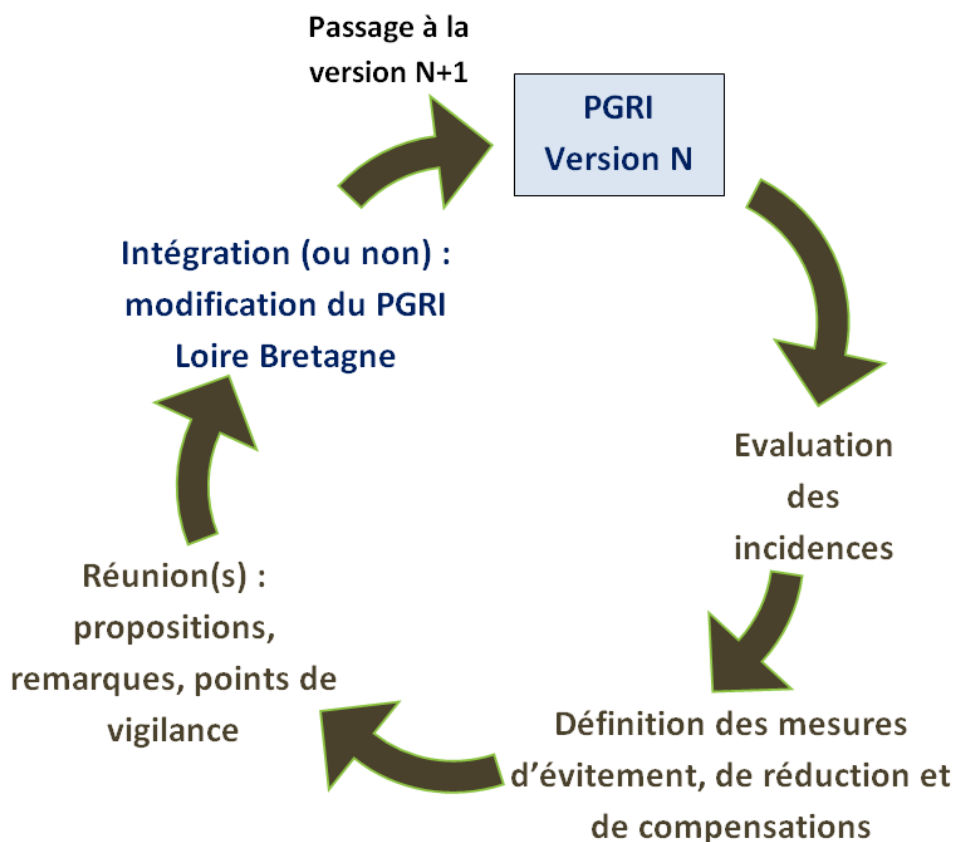 Passage à la
version N+1
PGRI
Version N
Evaluation
des
incidences
Définition des mesures
d'évitement, de réduction et
de compensations
Réunion(s) :
propositions,
remarques, points de
vigilance
Intégration (ou non) :
modification du PGRI
Loire Bretagne